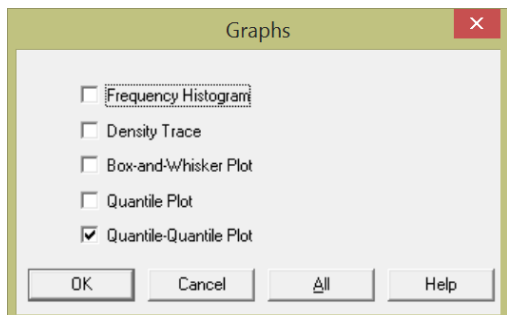 Graphs
Frequency Histogram
Density Trace
Box-and-Whisker Plot
Quantile Plot
Quantile-Quantile Plot
OK Cancel All Help